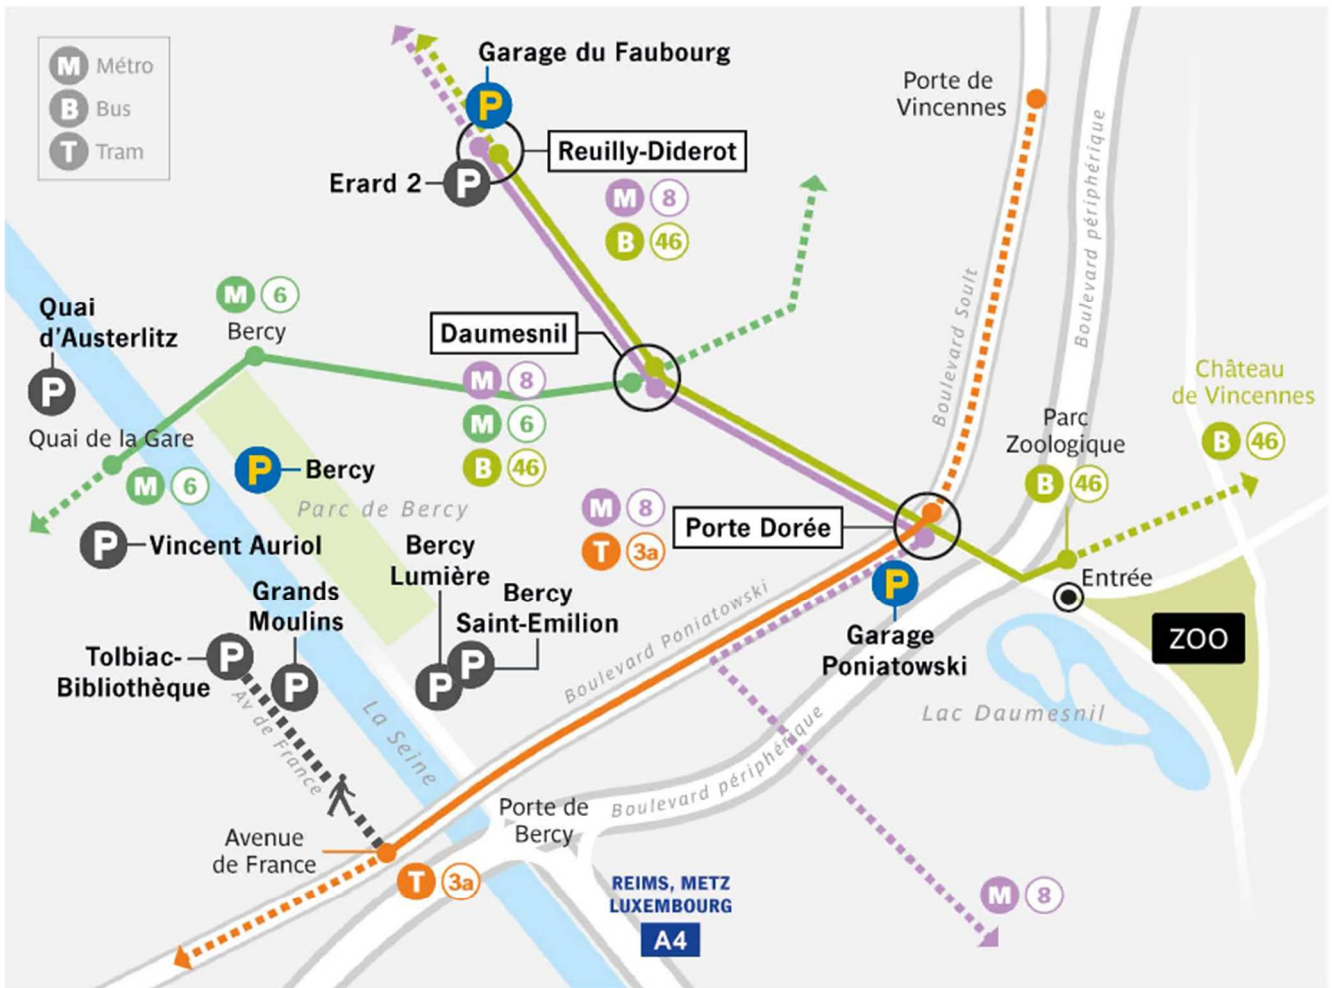 M Métro
B Bus
T Tram
Garage du Faubourg
P
Porte de
Vincennes
Reuilly-Diderot
Erard 2
P
M 8
B 46
Boulevard périphérique
Boulevard Soult
M 6
Bercy
Quai
d'Austerlitz
P
Daumesnil
M 8
M 6
B 46
Château
de Vincennes
B 46
Parc
Zoologique
B 46
Quai de la Gare
M 6
P
Bercy
Parc de Bercy
M 8
T 3a
Porte Dorée
P
Vincent Auriol
Bercy
Lumière
Grands
Moulins
Bercy
Saint-Emilion
Entrée
P
Garage
Poniatowski
ZOO
Boulevard Poniatowski
Tolbiac-
Bibliothèque
P
P
P
P
Av de France
La Seine
Lac Daumesnil
Boulevard périphérique
Porte de
Bercy
Avenue
de France
T 3a
REIMS, METZ
LUXEMBOURG
A4
M 8